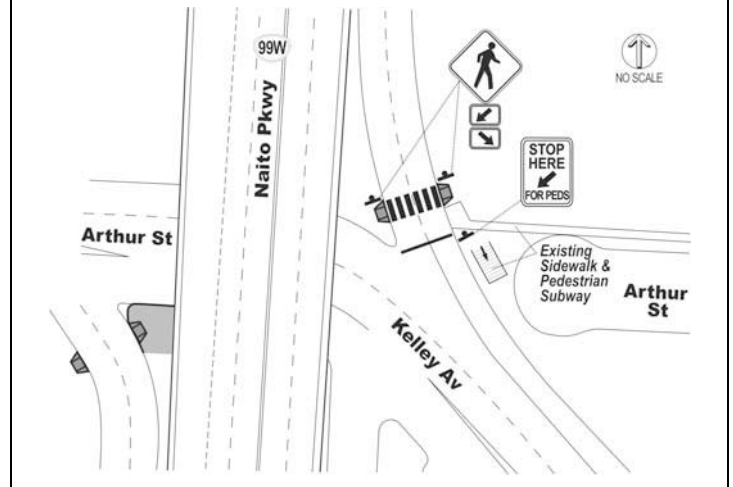 99W
Naito Pkwy
NO SCALE
STOP
HERE
FOR PEDS
Arthur St
Existing
Sidewalk &
Pedestrian
Subway
Arthur
St
Kelley Av